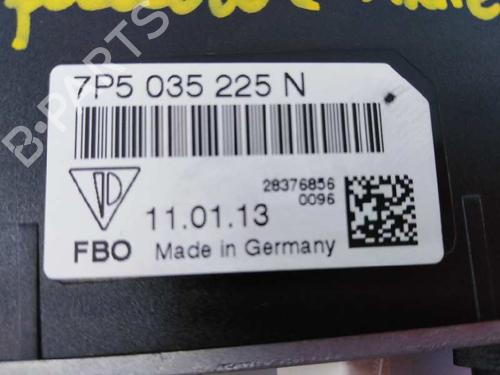 7P5 035 225 N
28376856
0096
11.01.13
FBO Made in Germany
B-PARTS